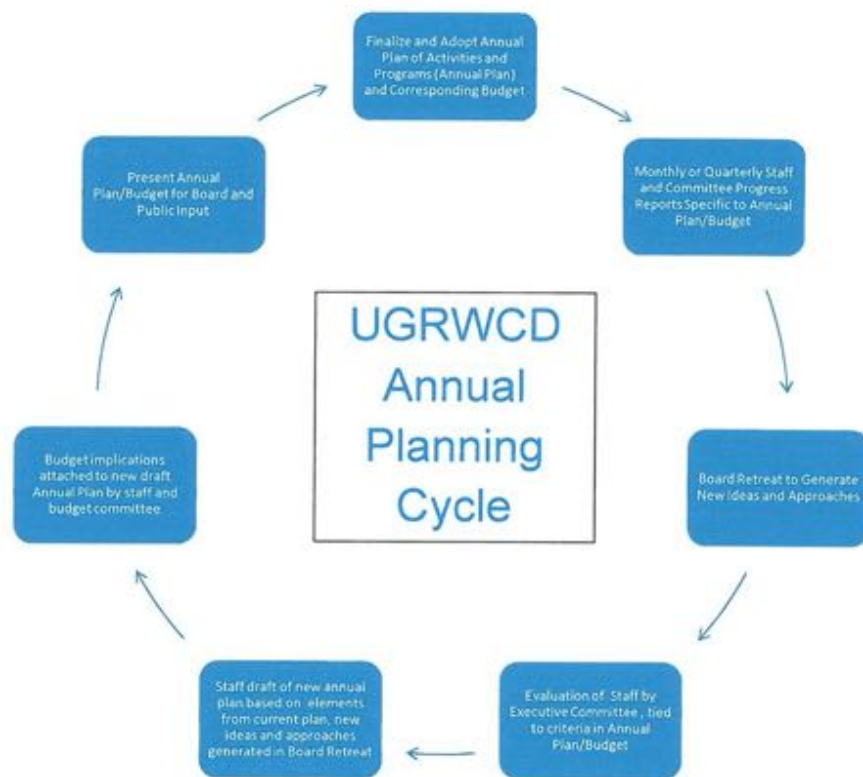 Finalize and Adopt Annual
Plan of Activities and
Programs (Annual Plan)
and Corresponding Budget
Monthly or Quarterly Staff
and Committee Progress
Reports Specific to Annual
Plan/Budget
Board Retreat to Generate
New Ideas and Approaches
Evaluation of Staff by
Executive Committee , tied
to criteria in Annual
Plan/Budget
Staff draft of new annual
plan based on elements
from current plan, new
ideas and approaches
generated in Board Retreat
Budget implications
attached to new draft
Annual Plan by staff and
budget committee
Present Annual
Plan/Budget for Board and
Public Input
UGRWCD
Annual
Planning
Cycle